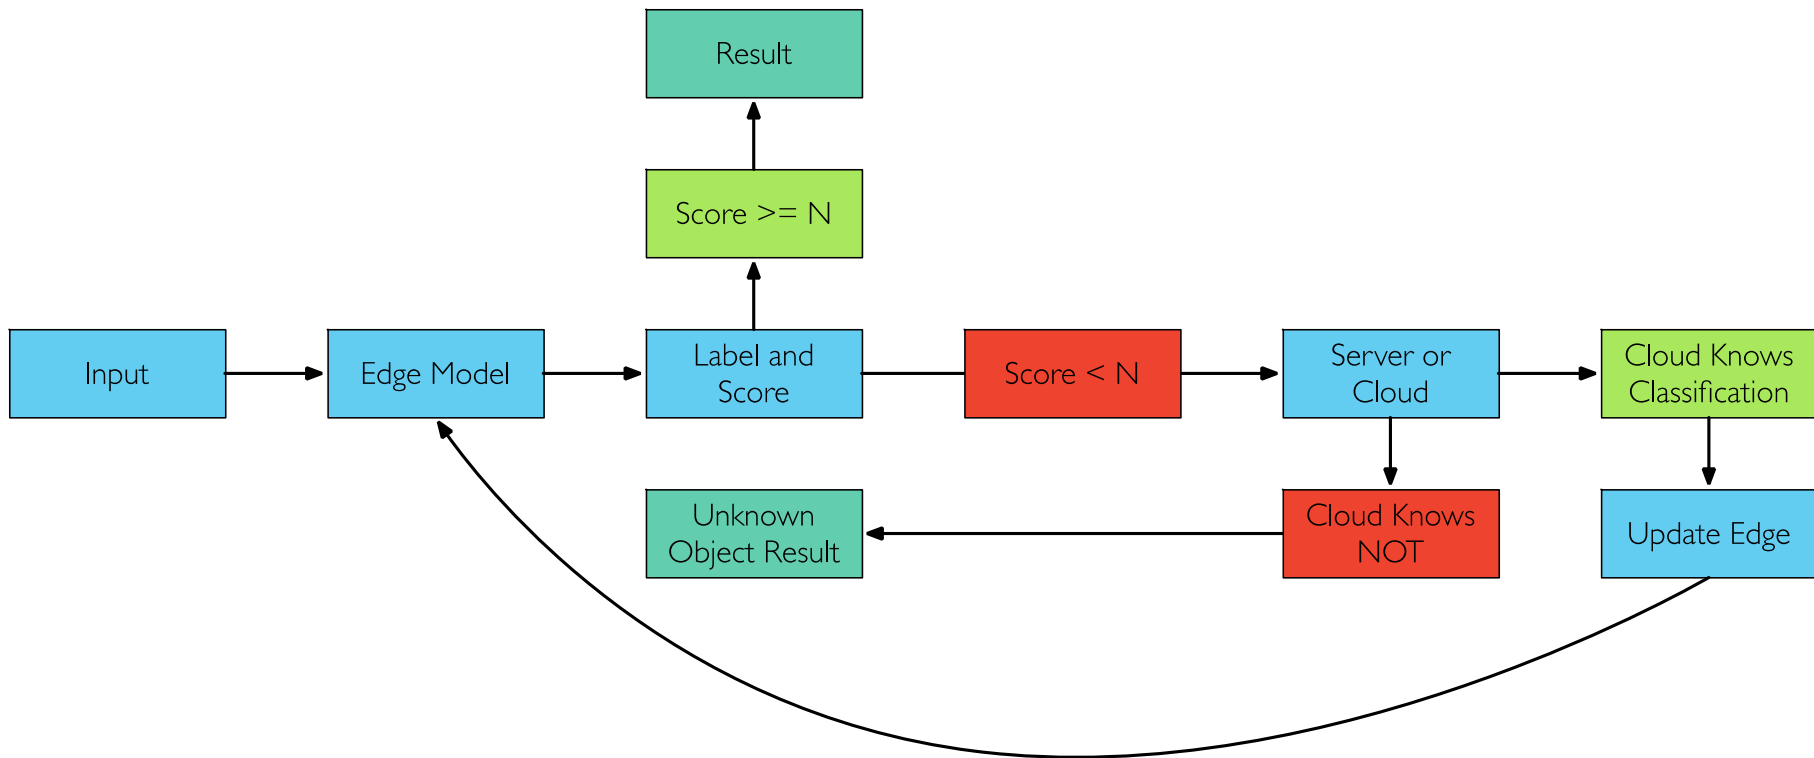 Result
Score >= N
Input
Edge Model
Label and
Score
Score < N
Server or
Cloud
Cloud Knows
Classification
Unknown
Object Result
Cloud Knows
NOT
Update Edge